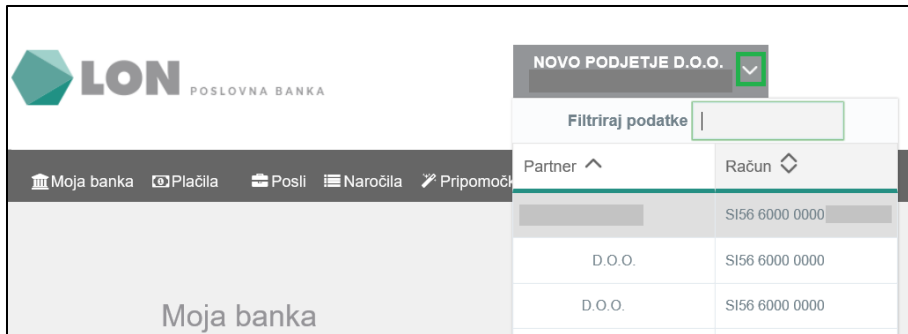 LON POSLOVNA BANKA
NOVO PODJETJE D.O.O.
Filtriraj podatke
Partner Račun
Moja banka Plačila Posli Naročila Pripomočk
SI56 6000 0000
D.O.O. SI56 6000 0000
D.O.O. SI56 6000 0000
Moja banka